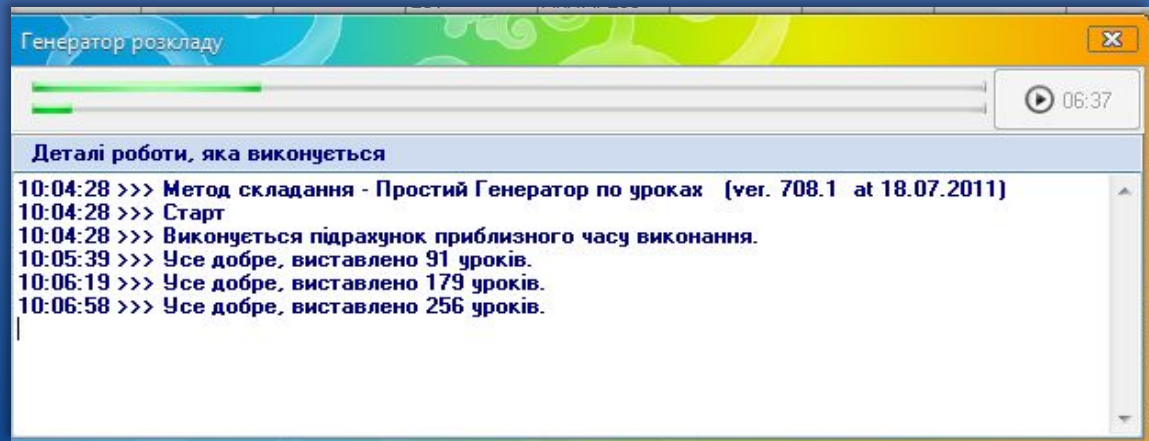 Генератор розкладу
06:37
Деталі роботи, яка виконується
10:04:28 >>> Метод складання - Простий Генератор по уроках (ver. 708.1 at 18.07.2011)
10:04:28 >>> Старт
10:04:28 >>> Виконується підрахунок приблизного часу виконання.
10:05:39 >>> Усе добре, виставлено 91 уроків.
10:06:19 >>> Усе добре, виставлено 179 уроків.
10:06:58 >>> Усе добре, виставлено 256 уроків.